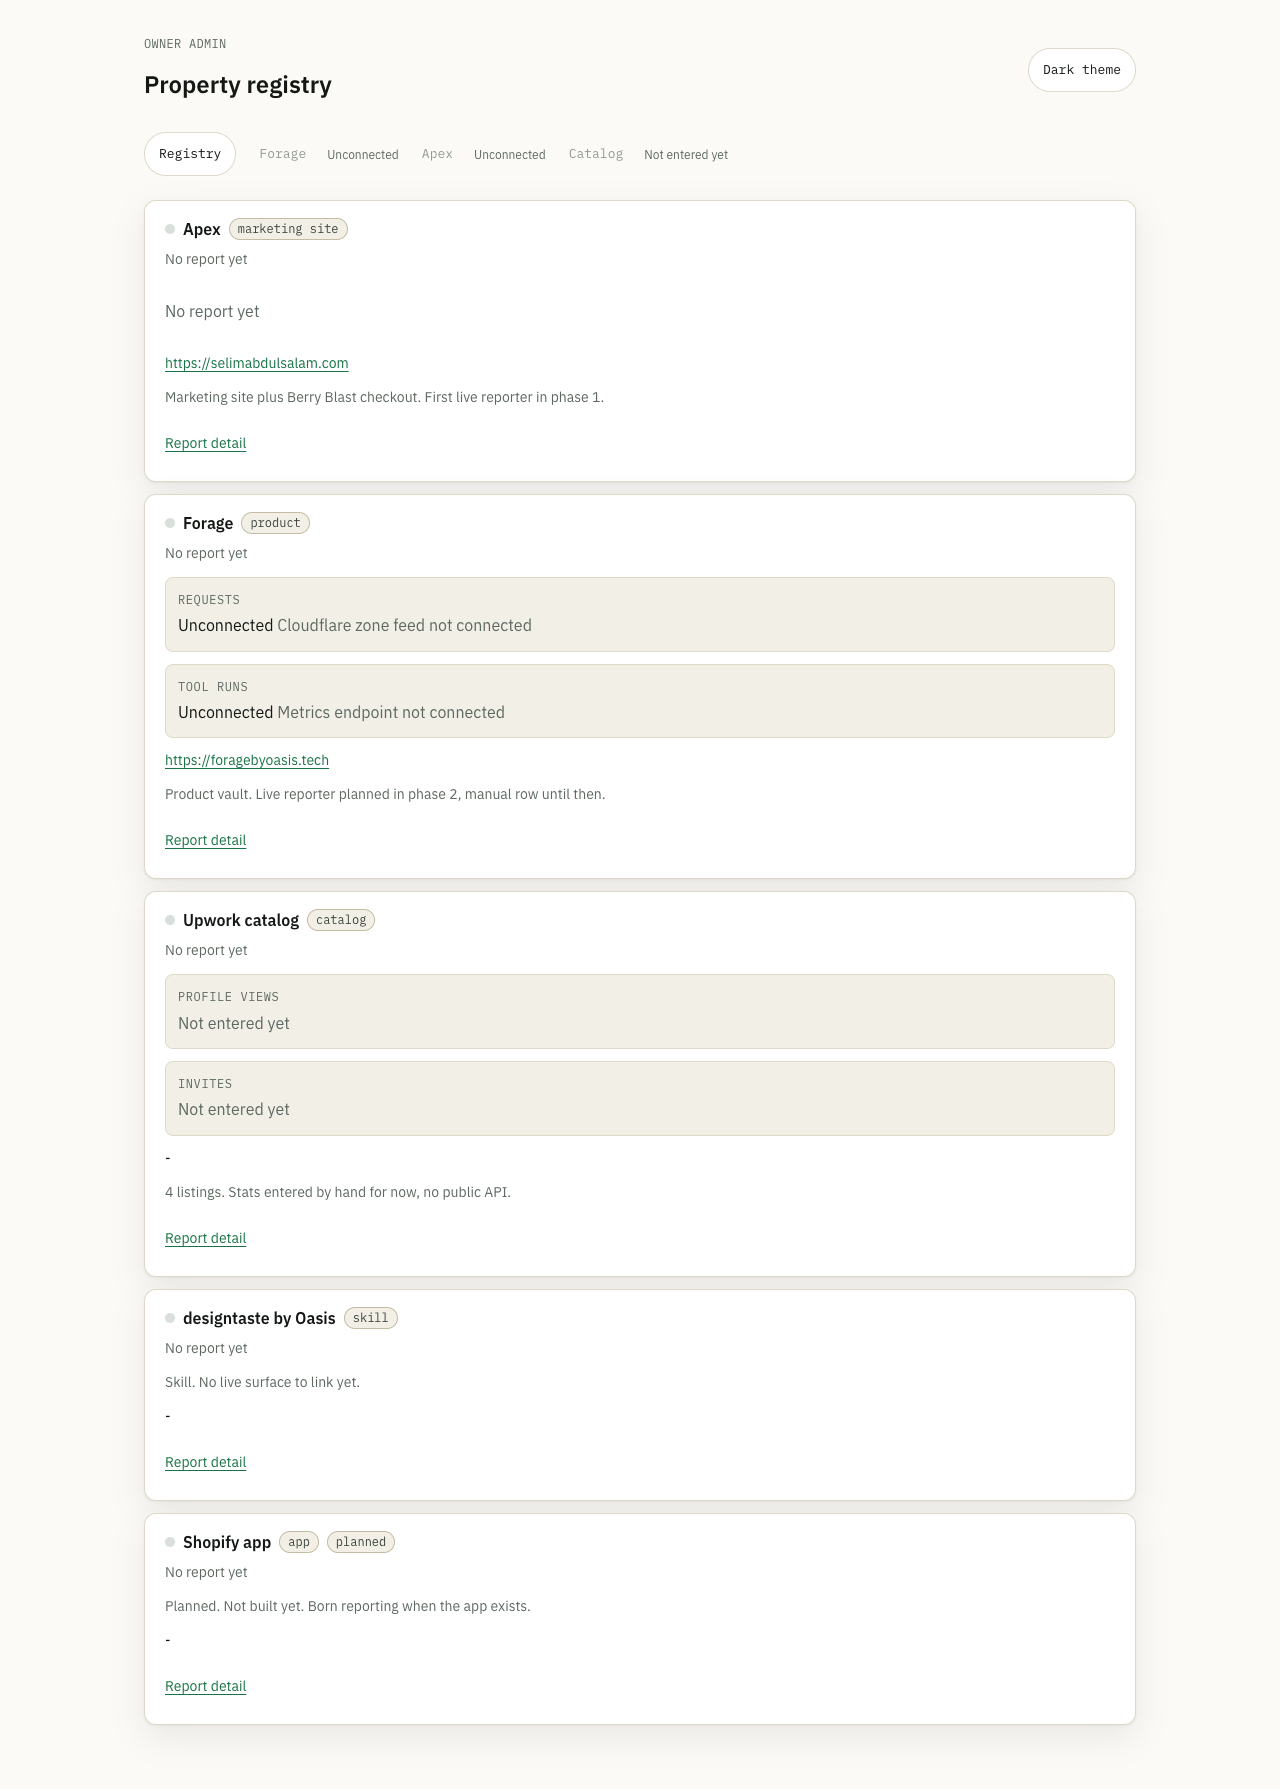 OWNER ADMIN
Property registry
Dark theme
Registry Forage Unconnected Apex Unconnected Catalog Not entered yet
Apex marketing site
No report yet
No report yet
https://selimabdulsalam.com
Marketing site plus Berry Blast checkout. First live reporter in phase 1.
Report detail
Forage product
No report yet
REQUESTS
Unconnected Cloudflare zone feed not connected
TOOL RUNS
Unconnected Metrics endpoint not connected
https://foragebyoasis.tech
Product vault. Live reporter planned in phase 2, manual row until then.
Report detail
Upwork catalog catalog
No report yet
PROFILE VIEWS
Not entered yet
INVITES
Not entered yet
-
4 listings. Stats entered by hand for now, no public API.
Report detail
designtaste by Oasis skill
No report yet
Skill. No live surface to link yet.
-
Report detail
Shopify app app planned
No report yet
Planned. Not built yet. Born reporting when the app exists.
-
Report detail